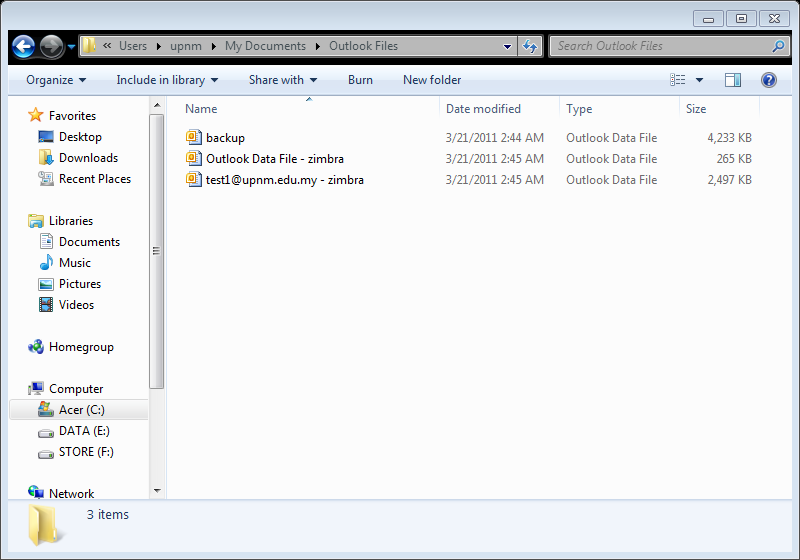 « Users ▸ upnm ▸ My Documents ▸ Outlook Files
Search Outlook Files
Organize Include in library Share with Burn New folder
Favorites
Desktop
Downloads
Recent Places
Libraries
Documents
Music
Pictures
Videos
Homegroup
Computer
Acer (C:)
DATA (E:)
STORE (F:)
Network
Name Date modified Type Size
backup 3/21/2011 2:44 AM Outlook Data File 4,233 KB
Outlook Data File - zimbra 3/21/2011 2:45 AM Outlook Data File 265 KB
test1@upnm.edu.my - zimbra 3/21/2011 2:45 AM Outlook Data File 2,497 KB
3 items